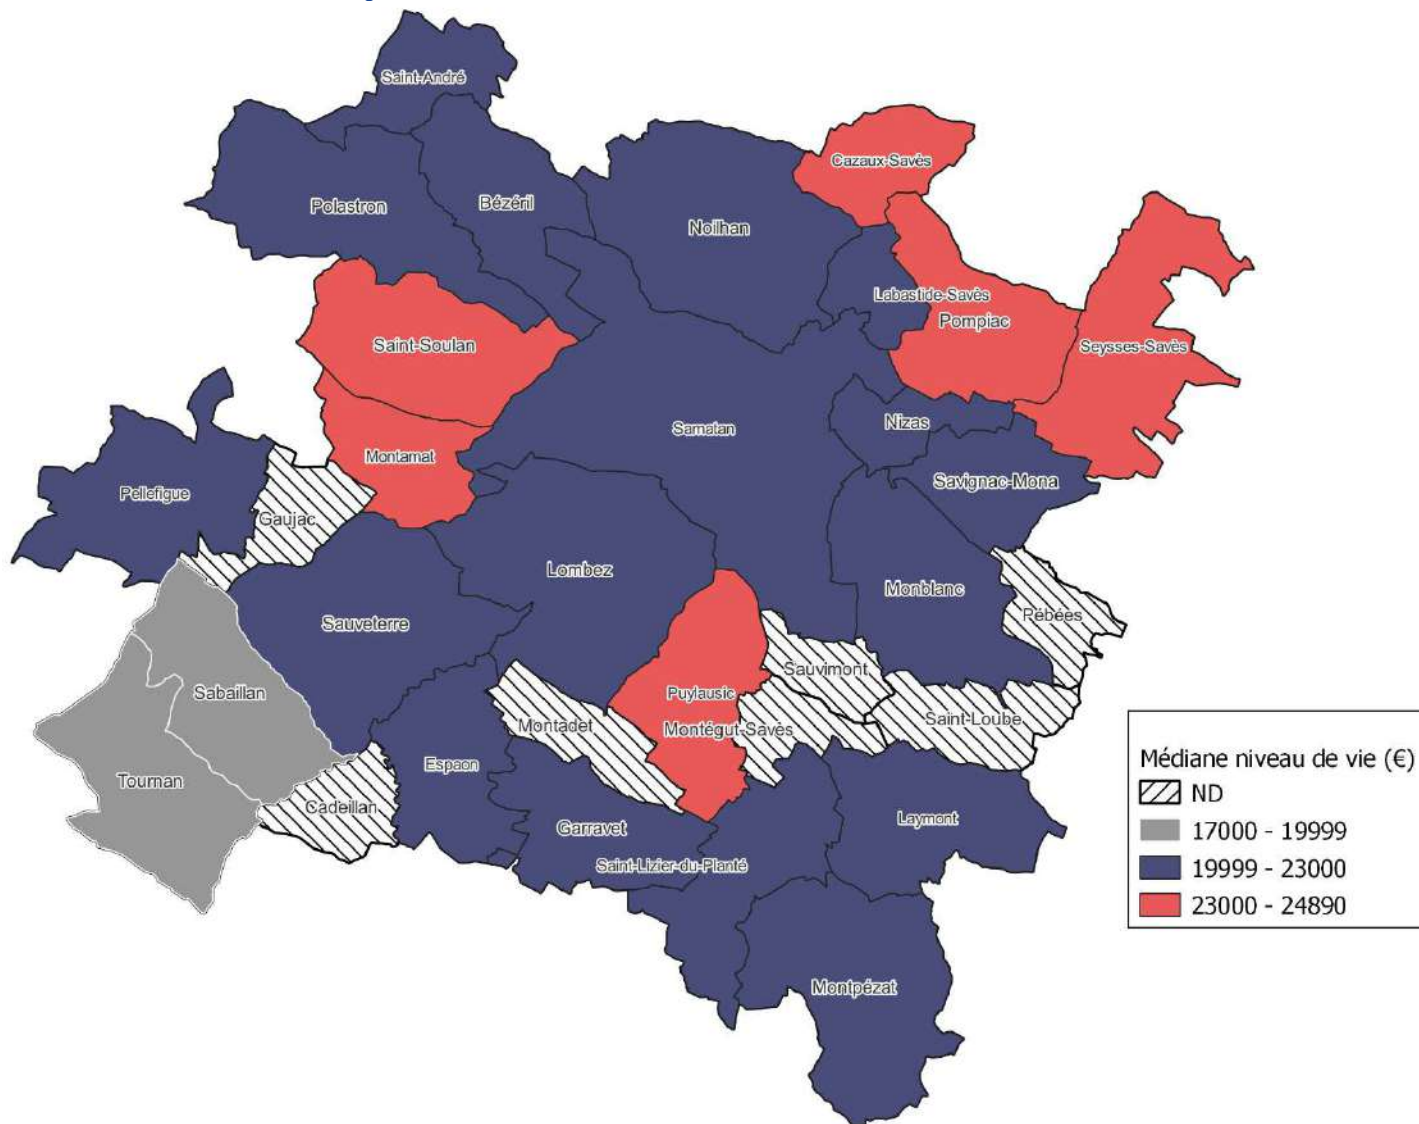 Saint-André
Cazaux-Savès
Polastron
Bézéril
Noilhan
Labastide-Savès
Pompiac
Saint-Soulan
Seysses-Savès
Nizas
Samatan
Montamat
Savignac-Mona
Pellefigue
Gaujac
Lombez
Monblanc
Pébées
Sauveterre
Sauvimont
Sabaillan
Puylausic
Saint-Loube
Montadet
Montégut-Savès
Espaon
Tournan
Cadeillan
Garravet
Laymont
Saint-Lizier-du-Planté
Montpézat
Médiane niveau de vie (€)
ND
17000 - 19999
19999 - 23000
23000 - 24890